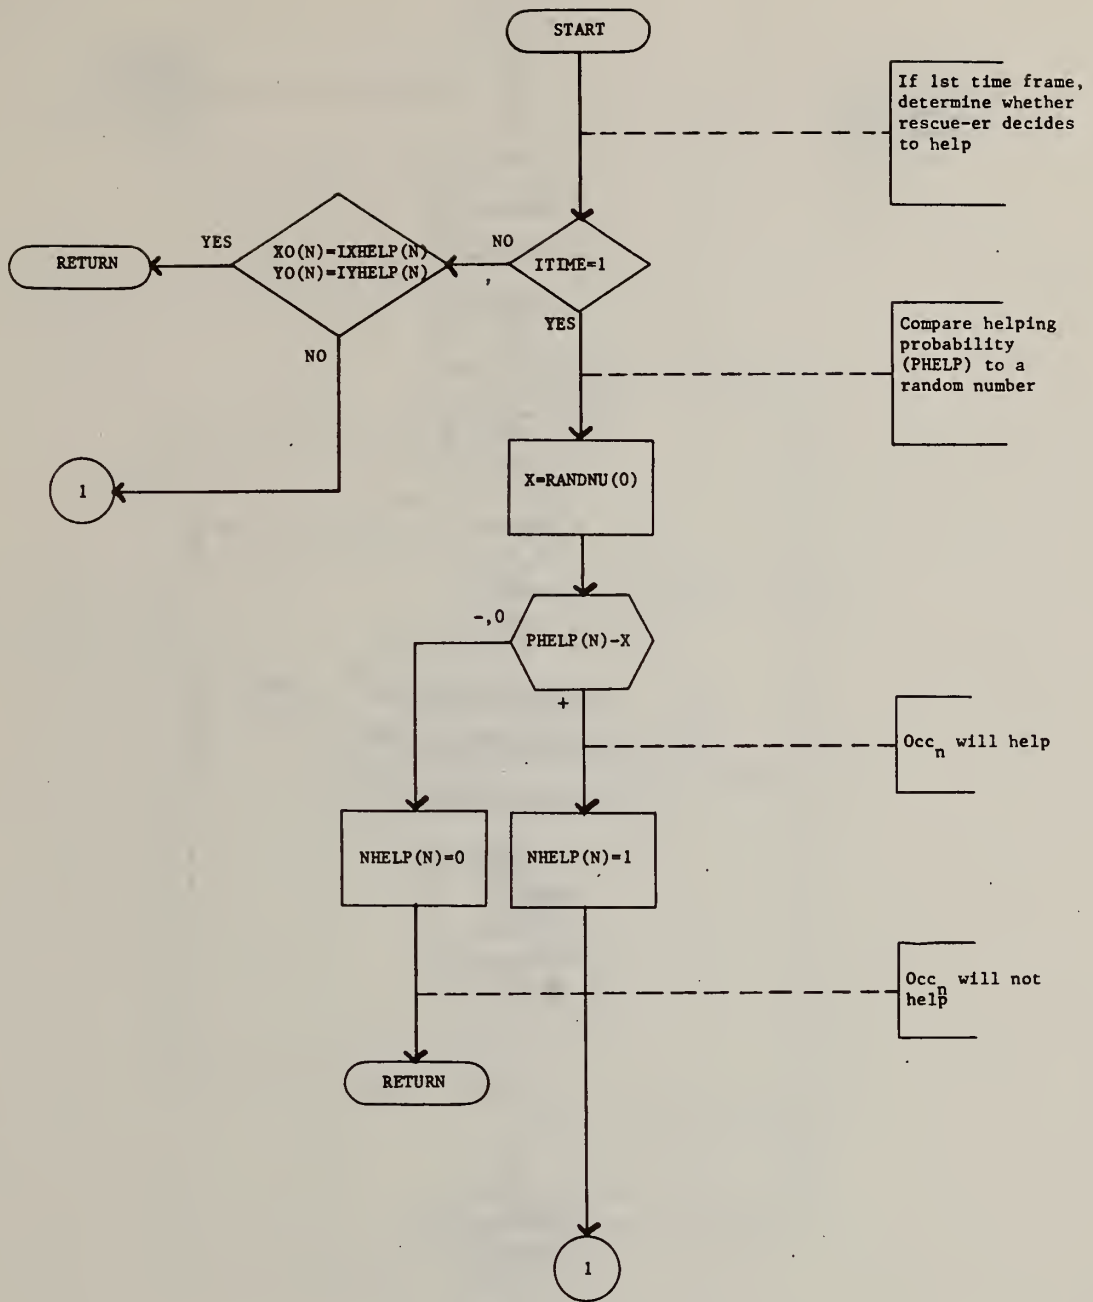 START
If 1st time frame,
determine whether
rescue-er decides
to help
YES
XO(N)=IXHELP(N)
YO(N)=IYHELP(N)
NO
ITIME=1
RETURN
YES
NO
Compare helping
probability
(PHELP) to a
random number
1
X=RANDNU(0)
-,0
PHELP(N)-X
+
Occn will help
NHELP(N)=0
NHELP(N)=1
Occn will not
help
RETURN
1